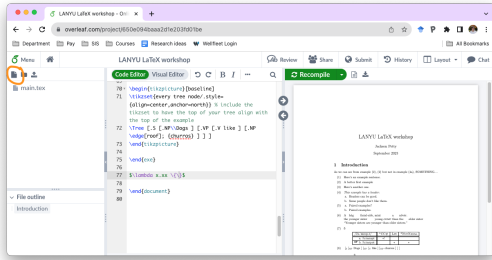 LANYU LaTeX workshop - Onli
overleaf.com/project/650e094baaa2d1e203fd01be
Department
Pay
SIS
Courses
Research ideas
Wellfleet Login
All Bookmarks
Menu
LANYU LaTeX workshop
Review
Share
Submit
History
Layout
Chat
Code Editor
Visual Editor
Recompile
main.tex
70 \begin{tikzpicture}[baseline]
71 \tikzset{every tree node/.style=
{align=center,anchor=north}} % include the
tikzset to have the top of your tree align with
the top of the example
72 \Tree [.S [.NP\\Dogs ] [.VP [.V like ] [.NP
\edge[roof]; {churros} ] ] ]
73 \end{tikzpicture}
74
75 \end{exe}
76
77 $\lambda x.xx \{\}$
78
79 \end{document}
80
File outline
Introduction
LANYU LaTeX workshop
September 2023
1 Introduction